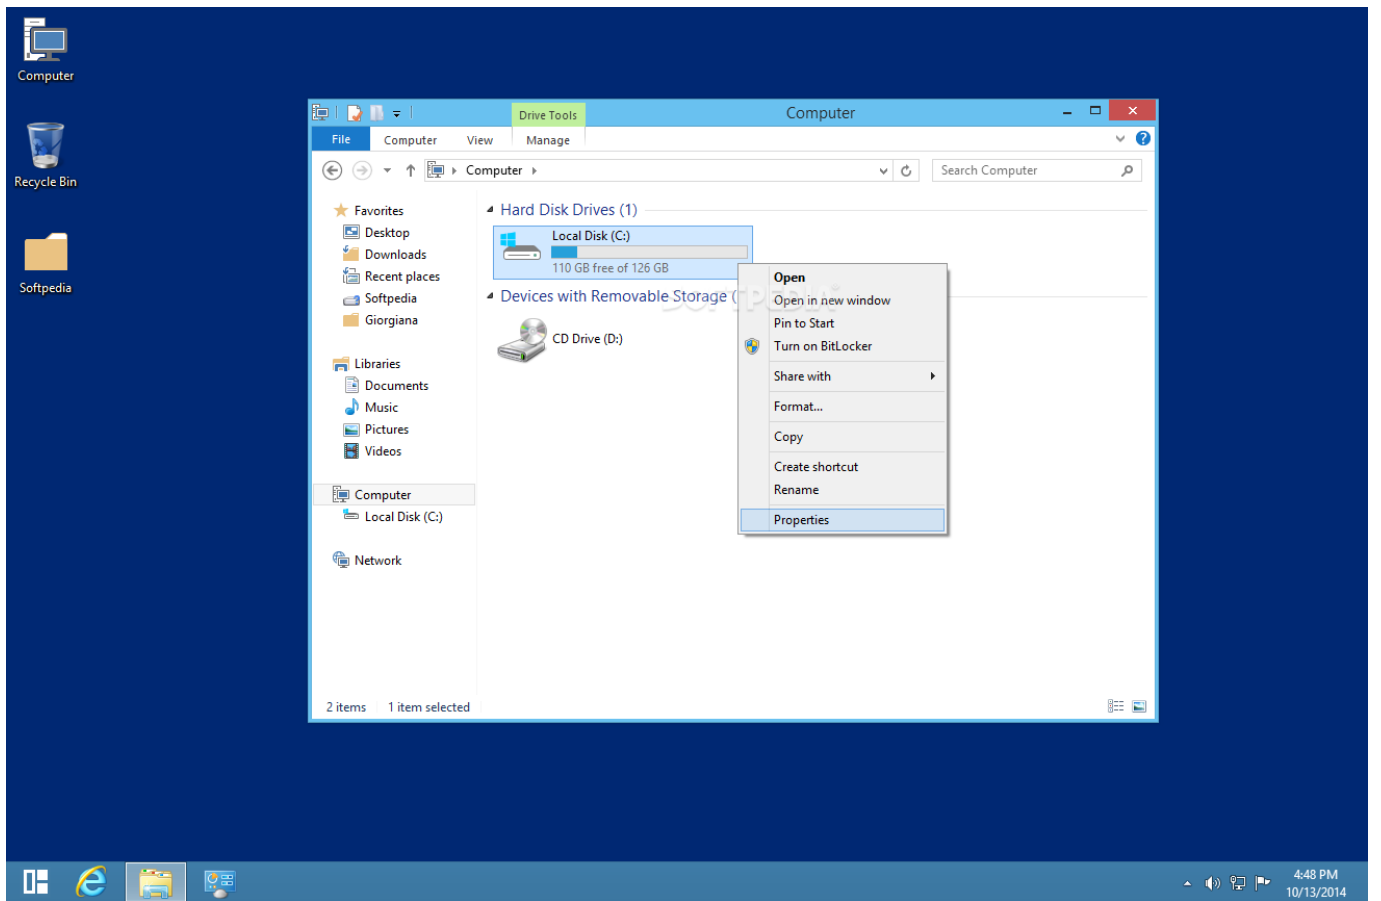 Computer
Recycle Bin
Softpedia
Drive Tools
Computer
File
Computer
View
Manage
Computer
Search Computer
Favorites
Desktop
Downloads
Recent places
Softpedia
Giorgiana
Libraries
Documents
Music
Pictures
Videos
Computer
Local Disk (C:)
Network
Hard Disk Drives (1)
Local Disk (C:)
110 GB free of 126 GB
Devices with Removable Storage (
CD Drive (D:)
SOFTPEDIA
Open
Open in new window
Pin to Start
Turn on BitLocker
Share with
Format...
Copy
Create shortcut
Rename
Properties
2 items
1 item selected
4:48 PM
10/13/2014